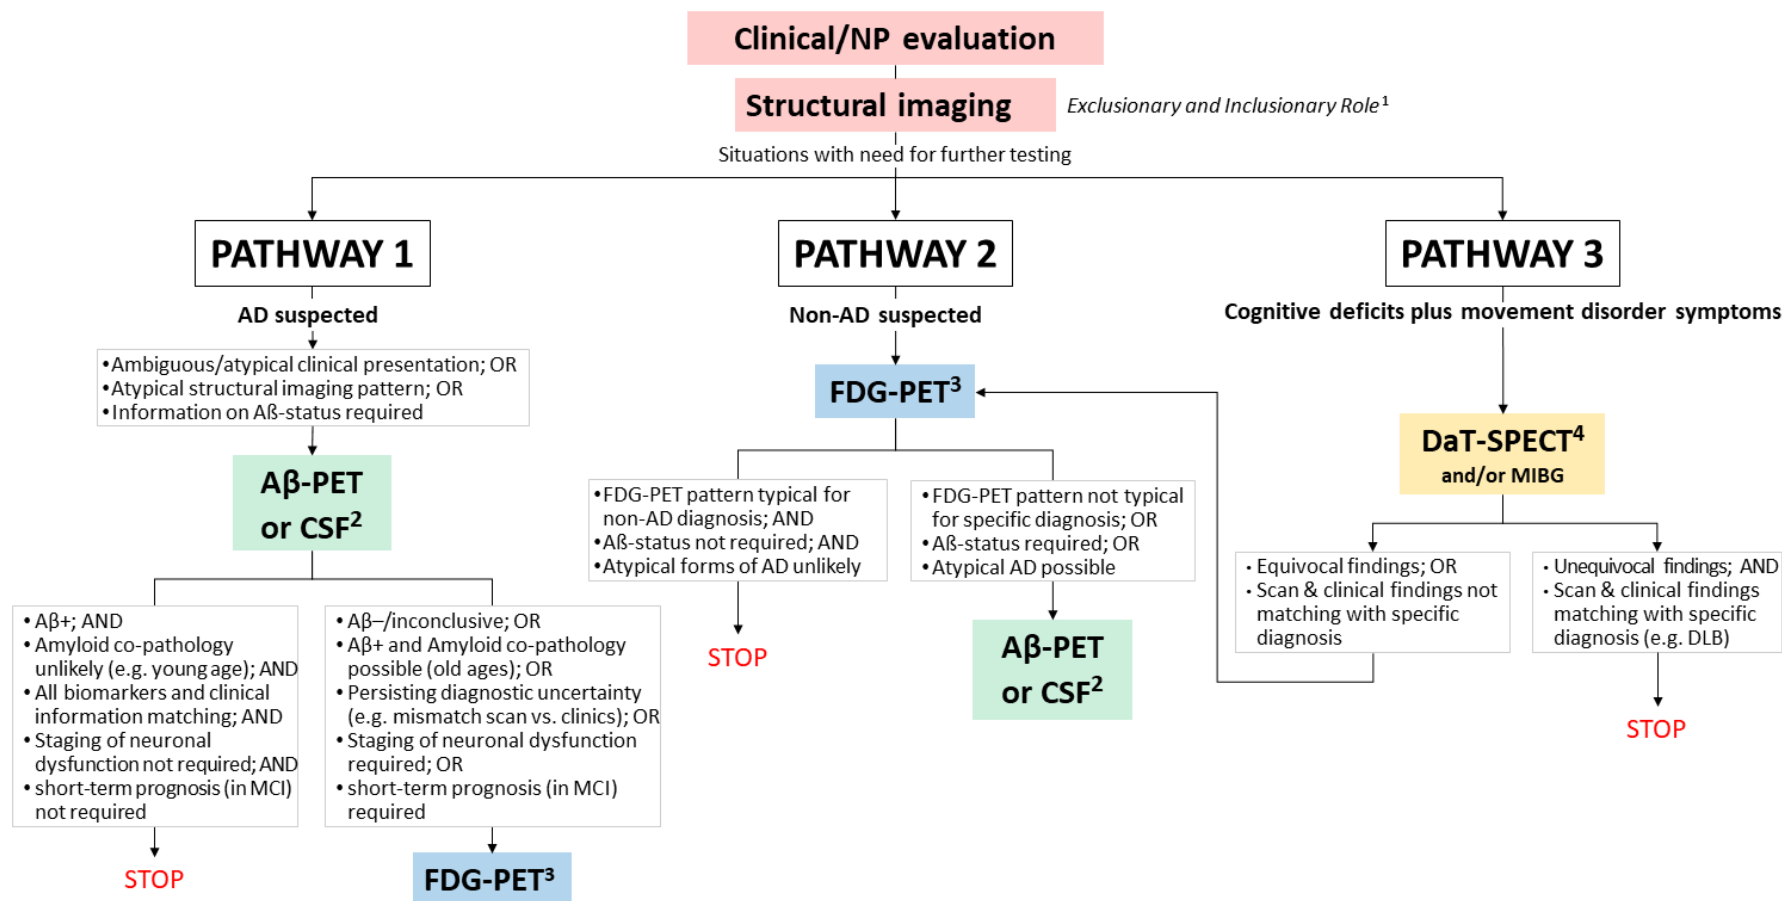 Clinical/NP evaluation
Structural imaging
Exclusionary and Inclusionary Role¹
Situations with need for further testing
PATHWAY 1
AD suspected
•Ambiguous/atypical clinical presentation; OR
•Atypical structural imaging pattern; OR
•Information on Aß-status required
Aβ-PET
or CSF²
• Aβ+; AND
• Amyloid co-pathology
unlikely (e.g. young age); AND
• All biomarkers and clinical
information matching; AND
• Staging of neuronal
dysfunction not required; AND
• short-term prognosis (in MCI)
not required
STOP
• Aβ–/inconclusive; OR
• Aβ+ and Amyloid co-pathology
possible (old ages); OR
• Persisting diagnostic uncertainty
(e.g. mismatch scan vs. clinics); OR
• Staging of neuronal dysfunction
required; OR
• short-term prognosis (in MCI)
required
FDG-PET³
PATHWAY 2
Non-AD suspected
FDG-PET³
•FDG-PET pattern typical for
non-AD diagnosis; AND
•Aß-status not required; AND
•Atypical forms of AD unlikely
STOP
•FDG-PET pattern not typical
for specific diagnosis; OR
•Aß-status required; OR
•Atypical AD possible
Aβ-PET
or CSF²
PATHWAY 3
Cognitive deficits plus movement disorder symptoms
DaT-SPECT⁴
and/or MIBG
• Equivocal findings; OR
• Scan & clinical findings not
matching with specific
diagnosis
• Unequivocal findings; AND
• Scan & clinical findings
matching with specific
diagnosis (e.g. DLB)
STOP